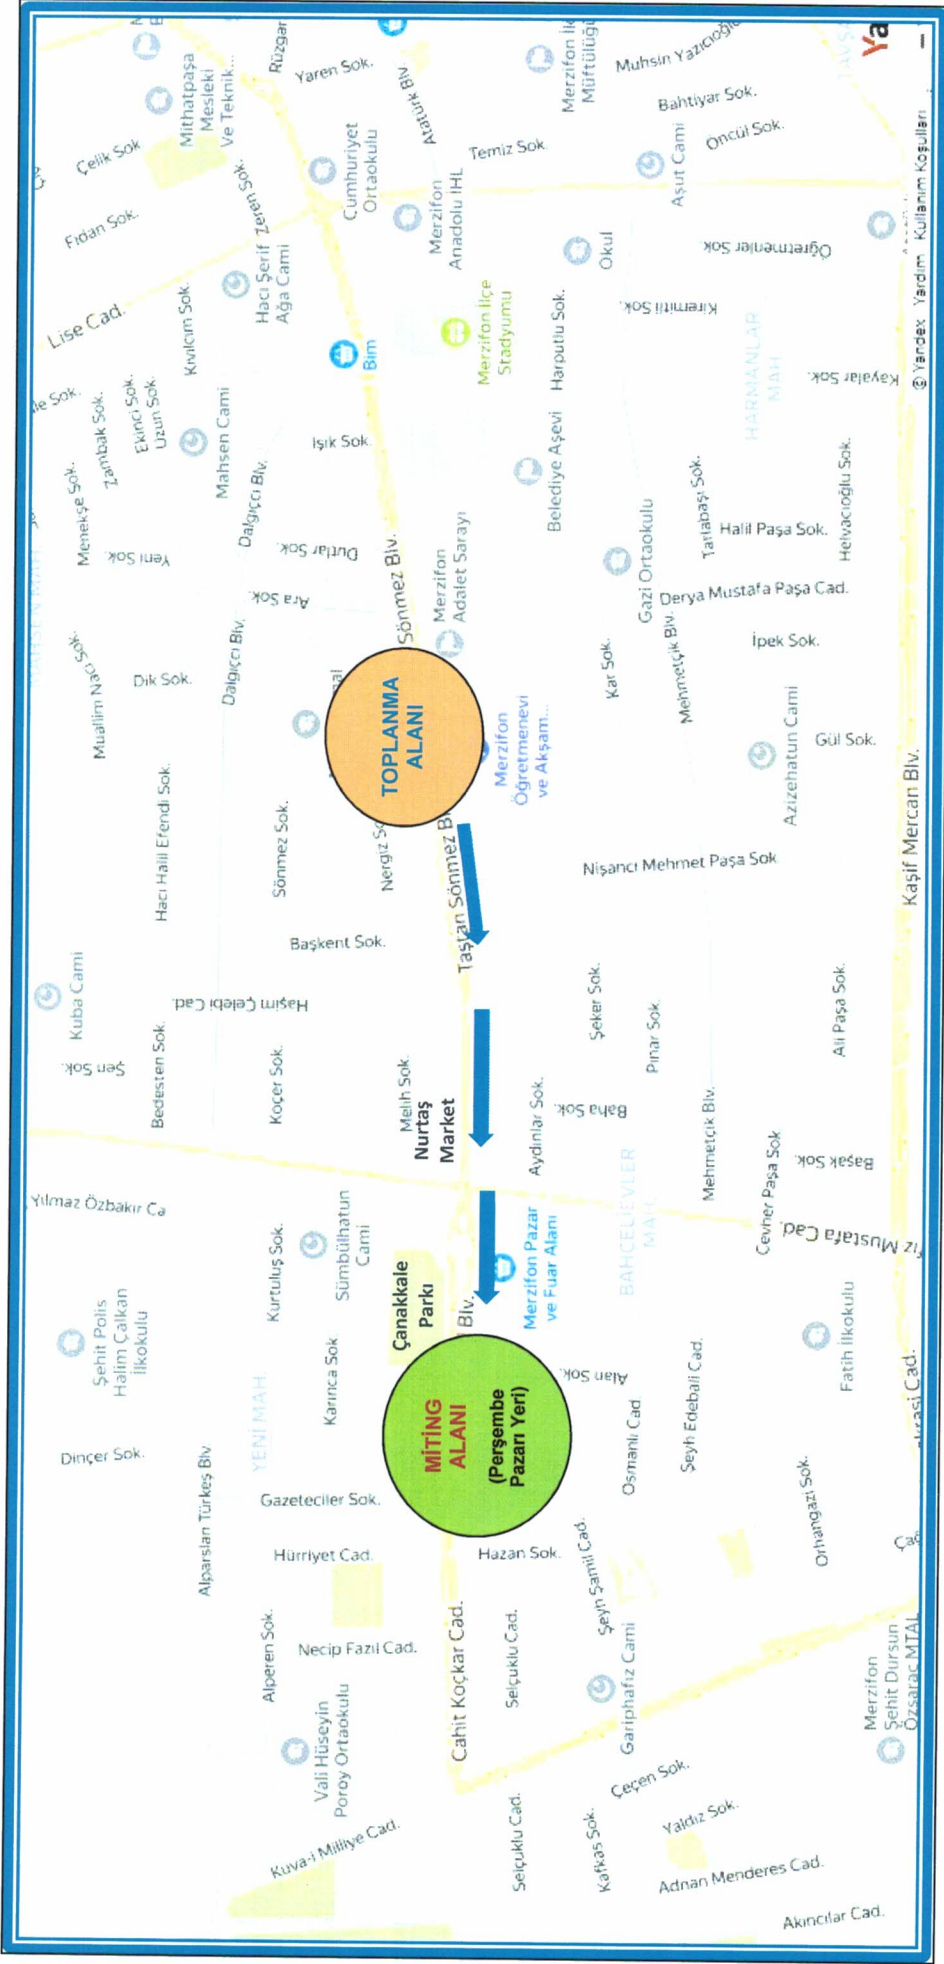 Akıncılar Cad.
Adnan Menderes Cad.
Yaldız Sok.
Çeçen Sok.
Kafkas Sok.
Selçuklu Cad.
Kuva-i Milliye Cad.
Vali Hüseyin
Poroy Ortaokulu
Alperen Sok.
Necip Fazıl Cad.
Hürriyet Cad.
Gazeteciler Sok.
Alparslan Türkeş Blv
Dinçer Sok.
Cahit Koçkar Cad.
Selçuklu Cad.
Hazan Sok.
Şeyh Şamil Cad.
Gariphafız Cami
Merzifon
Şehit Dursun
Özsaraç MTAL
Orhangazi Sok.
Şeyh Edebali Cad.
Osmanlı Cad.
Alan Sok.
Fatih İlkokulu
MİTİNG
ALANI
(Perşembe
Pazarı Yeri)
Çanakkale
Parkı
Blv.
Merzifon Pazar
ve Fuar Alanı
YENİ MAH.
Karınca Sok
Kurtuluş Sok.
Sümbülhatun
Cami
Şehit Polis
Halim Çalkan
İlkokulu
Yılmaz Özbakır Ca
BAHÇELİEVLER
MAH.
Cevher Paşa Sok
Mustafa Cad.
Başak Sok.
Mehmetçik Blv.
Aydınlar Sok.
Baha Sok.
Pınar Sok.
Şeker Sok.
Ali Paşa Sok.
Nurtaş
Market
Melih Sok.
Koçer Sok.
Bedesten Sok.
Şen Sok.
Kuba Cami
Haşim Çelebi Cad.
Başkent Sok.
Taştan Sönmez
Hacı Halil Efendi Sok.
Sönmez Sok.
Nergiz
TOPLANMA
ALANI
Merzifon
Öğretmenevi
ve Akşam...
Nişancı Mehmet Paşa Sok
Kaşif Mercan Blv.
Azizehatun Cami
Gül Sok.
İpek Sok.
Mehmetçik Blv.
Kar Sok.
Derya Mustafa Paşa Cad.
Gazi Ortaokulu
Halil Paşa Sok.
Tatlabaşı Sok.
Helvacıoğlu Sok.
Sönmez Blv.
Merzifon
Adalet Sarayı
Muallim Naci Sok.
Dik Sok.
Dalgıçcı Blv.
Ara Sok.
Dutlar Sok.
Yeni Sok.
Dalgıçcı Blv.
Menekşe Sok.
Zambak Sok.
Ekinci Sok.
Uzun Sok.
Mahsen Cami
Işık Sok.
Belediye Aşevi
Harputlu Sok.
Merzifon İlçe
Stadyumu
Bim
Kıvılcım Sok.
Lise Cad.
Hacı Şerif
Ağa Cami
Zeren Sok.
Fidan Sok.
Çelik Sok
Mithatpaşa
Mesleki
Ve Teknik...
Yaren Sok.
Cumhuriyet
Ortaokulu
Atatürk Blv.
Merzifon
Anadolu İHL
Temiz Sok.
Okul
Kiremitli Sok.
HARMANLAR
MAH.
Kayalar Sok.
Öğretmenler Sok
Aşut Cami
Öncül Sok.
Bahtiyar Sok.
Muhsin Yazıcıoğlu
Merzifon İl
Müftülüğü
Ya
© Yandex Yardım Kullanım Koşulları